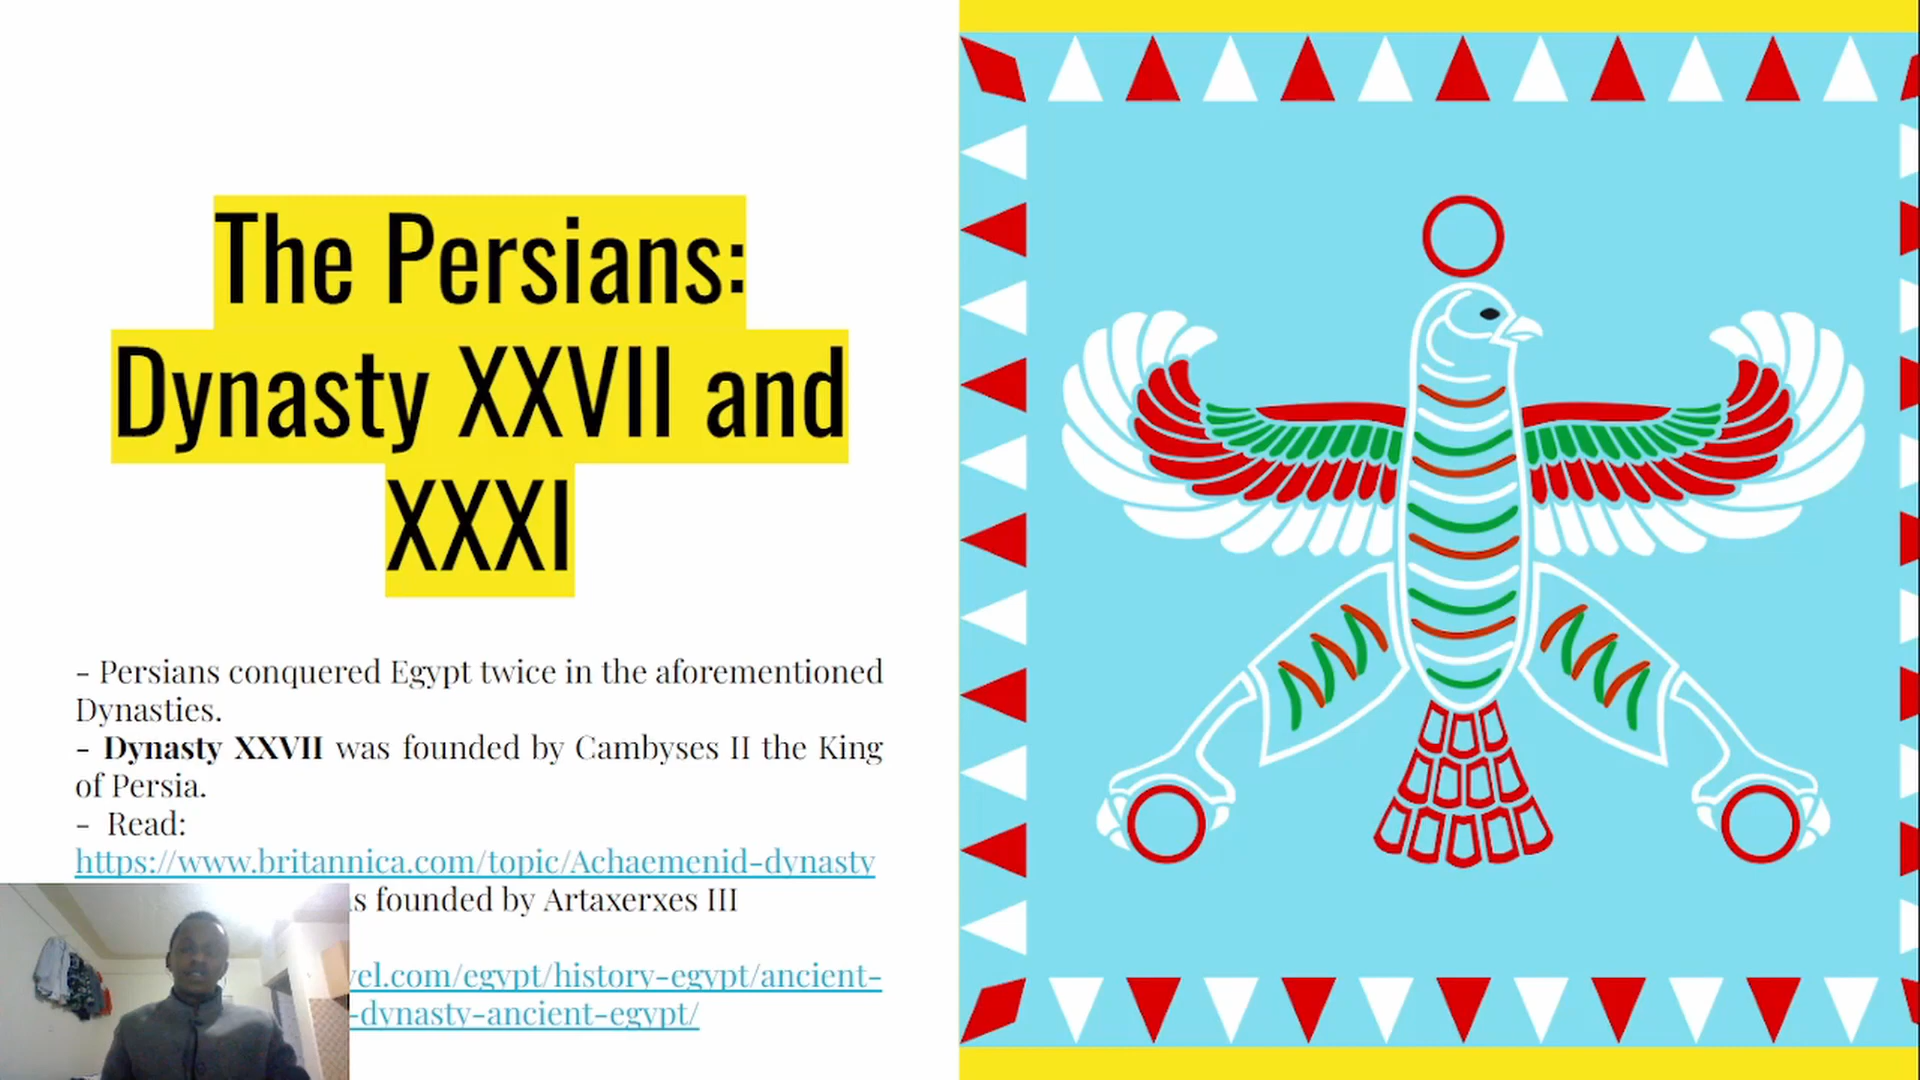 The Persians:
Dynasty XXVII and
XXXI
- Persians conquered Egypt twice in the aforementioned
Dynasties.
- Dynasty XXVII was founded by Cambyses II the King
of Persia.
- Read:
https://www.britannica.com/topic/Achaemenid-dynasty
founded by Artaxerxes III
vel.com/egypt/history-egypt/ancient-
-dynasty-ancient-egypt/